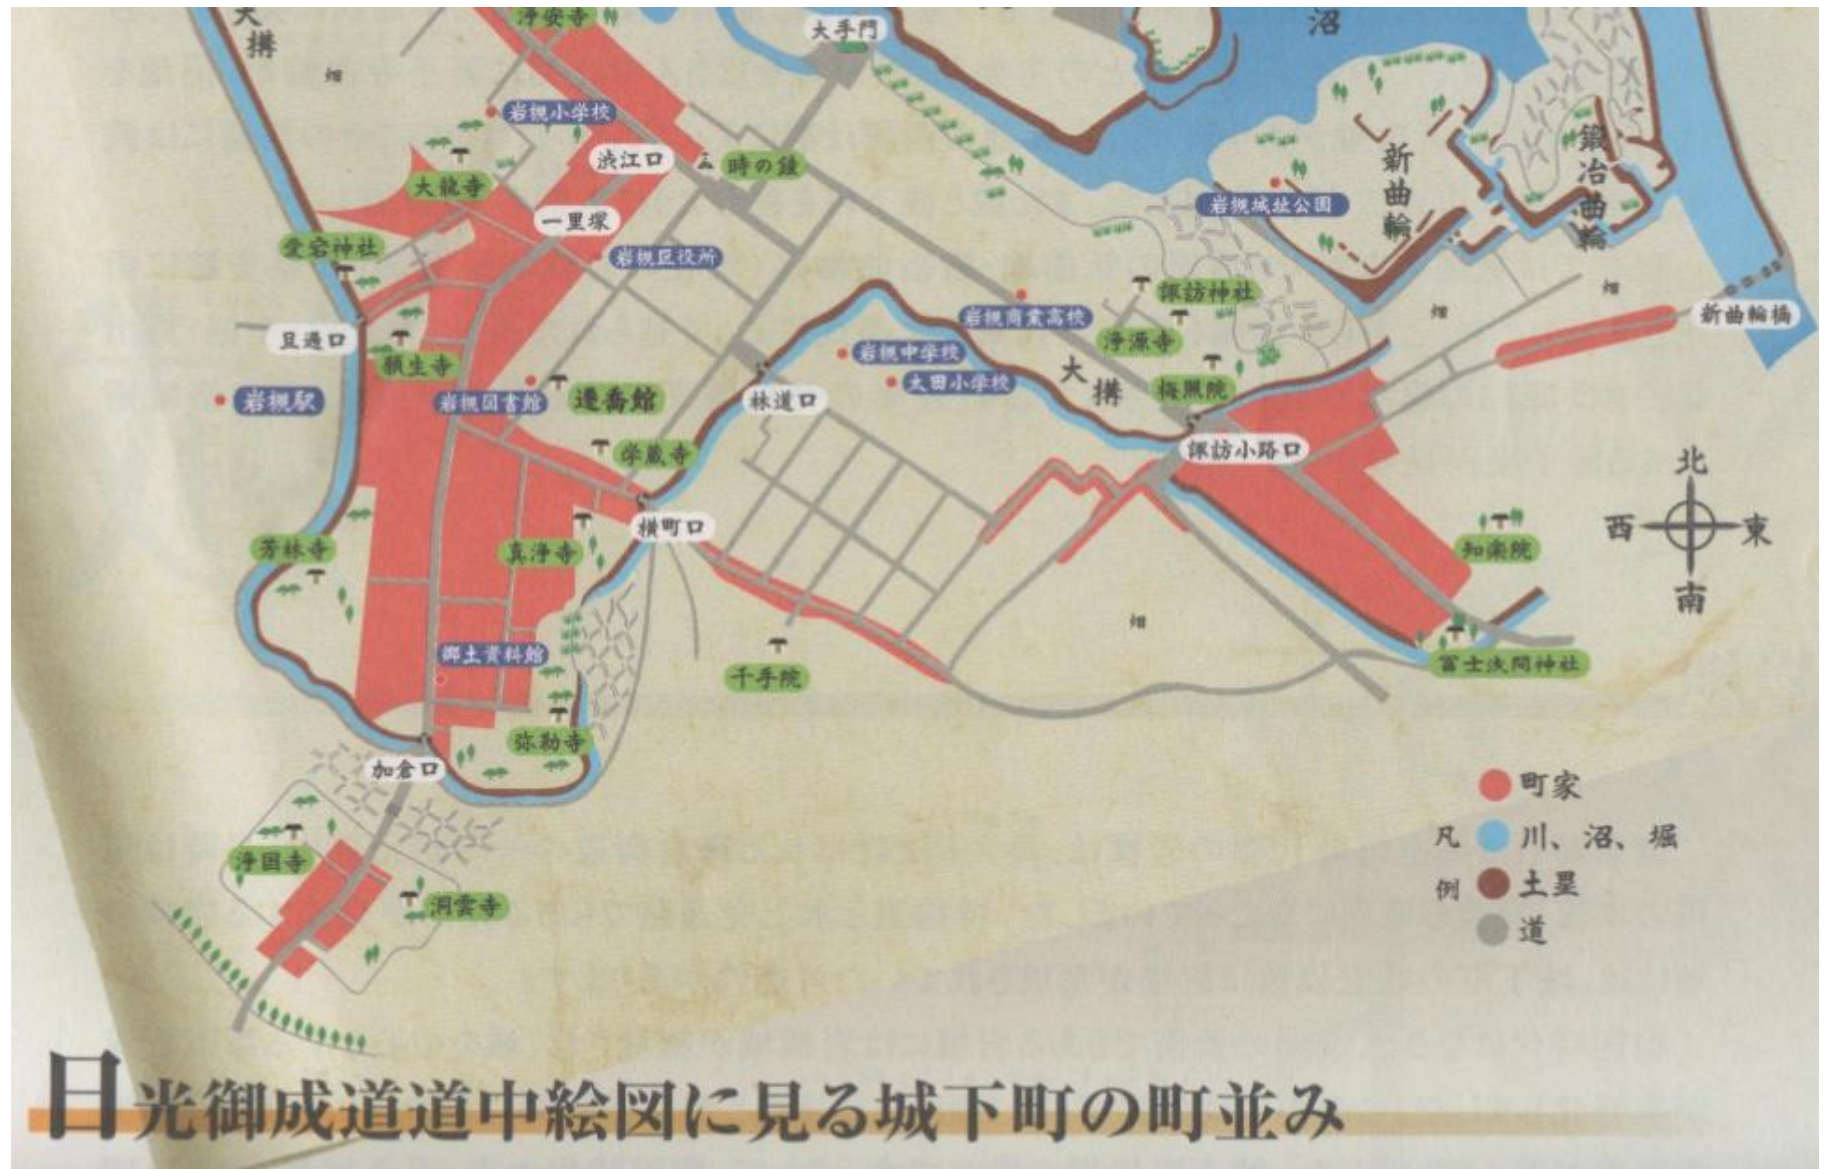 浄安寺
大手門
沼
大
構
畑
岩槻小学校
渋江口
時の鐘
大龍寺
一里塚
愛宕神社
岩槻区役所
岩槻城址公園
新曲輪
鍛冶曲輪
諏訪神社
畑
畑
新曲輪橋
岩槻商業高校
浄源寺
旦過口
願生寺
岩槻中学校
太田小学校
大構
梅照院
岩槻駅
岩槻図書館
遷喬館
林道口
学蔵寺
諏訪小路口
横町口
芳林寺
真浄寺
知楽院
北
西
東
南
畑
郷土資料館
千手院
富士浅間神社
弥勒寺
加倉口
浄国寺
洞雲寺
凡例
町家
川、沼、堀
土塁
道
日光御成道道中絵図に見る城下町の町並み